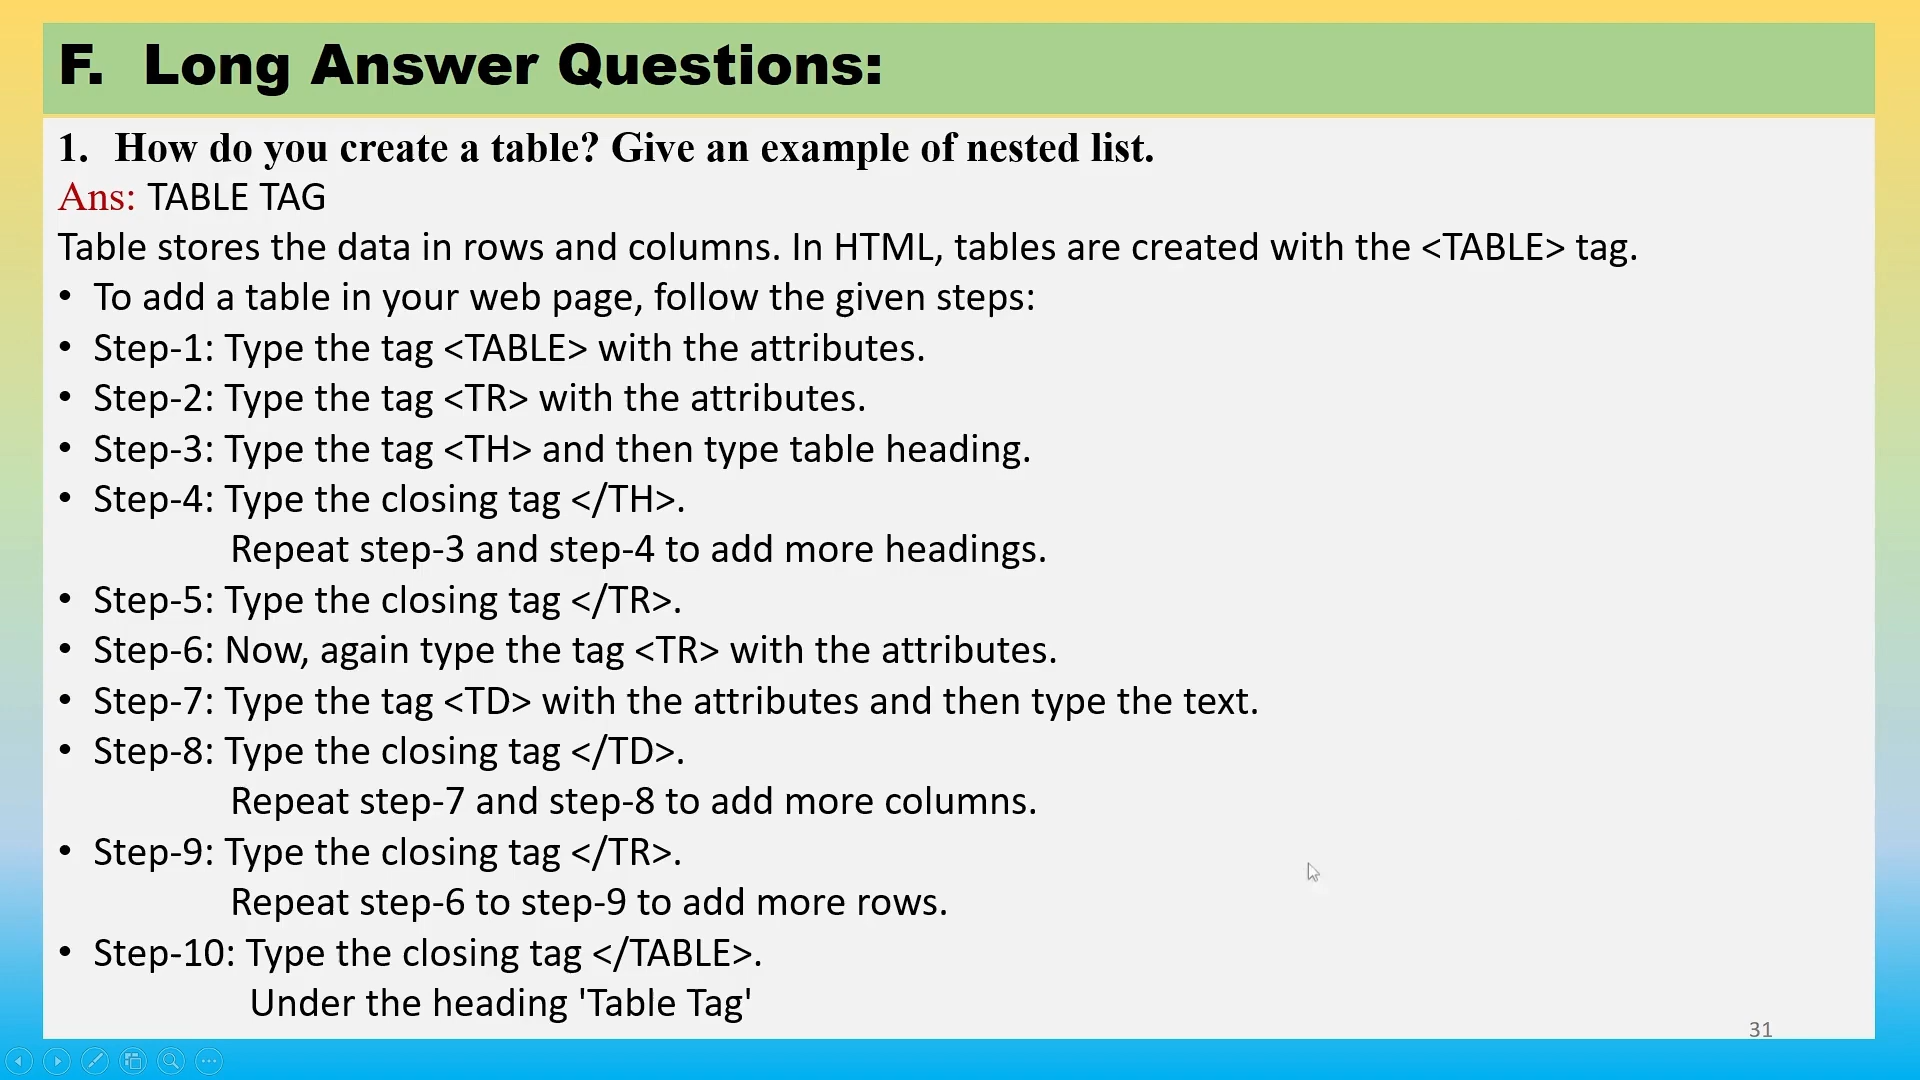 F. Long Answer Questions:
1. How do you create a table? Give an example of nested list.
Ans: TABLE TAG
Table stores the data in rows and columns. In HTML, tables are created with the <TABLE> tag.
• To add a table in your web page, follow the given steps:
• Step-1: Type the tag <TABLE> with the attributes.
• Step-2: Type the tag <TR> with the attributes.
• Step-3: Type the tag <TH> and then type table heading.
• Step-4: Type the closing tag </TH>.
Repeat step-3 and step-4 to add more headings.
• Step-5: Type the closing tag </TR>.
• Step-6: Now, again type the tag <TR> with the attributes.
• Step-7: Type the tag <TD> with the attributes and then type the text.
• Step-8: Type the closing tag </TD>.
Repeat step-7 and step-8 to add more columns.
• Step-9: Type the closing tag </TR>.
Repeat step-6 to step-9 to add more rows.
• Step-10: Type the closing tag </TABLE>.
Under the heading 'Table Tag'
31